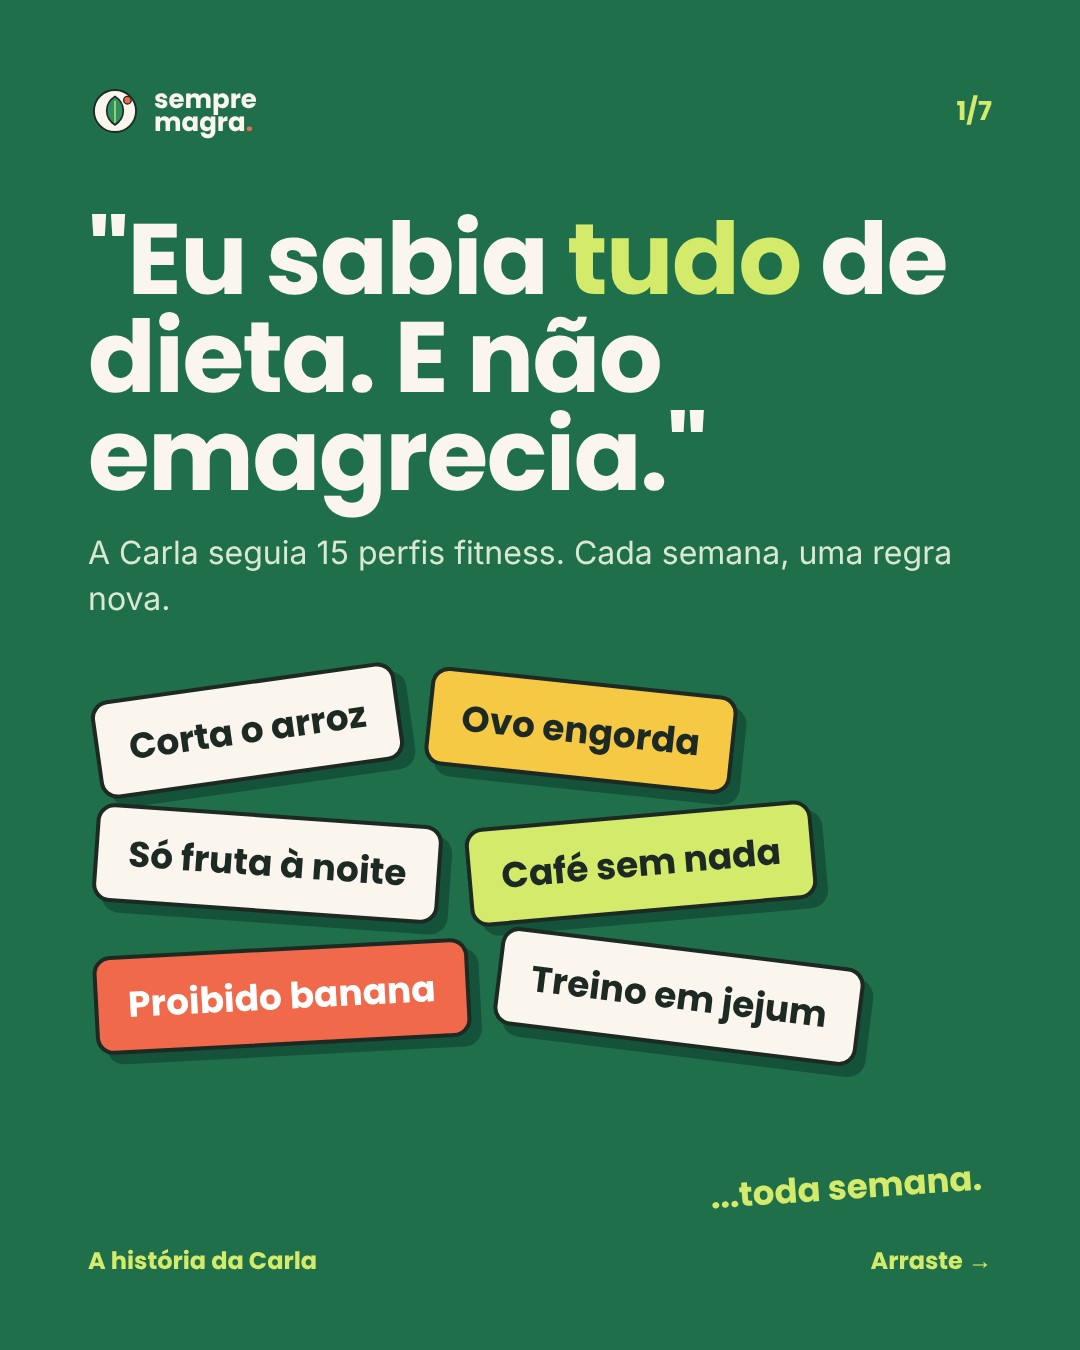 sempre
magra.
1/7
"Eu sabia tudo de
dieta. E não
emagrecia."
A Carla seguia 15 perfis fitness. Cada semana, uma regra
nova.
Corta o arroz
Ovo engorda
Só fruta à noite
Café sem nada
Proibido banana
Treino em jejum
...toda semana.
A história da Carla
Arraste →